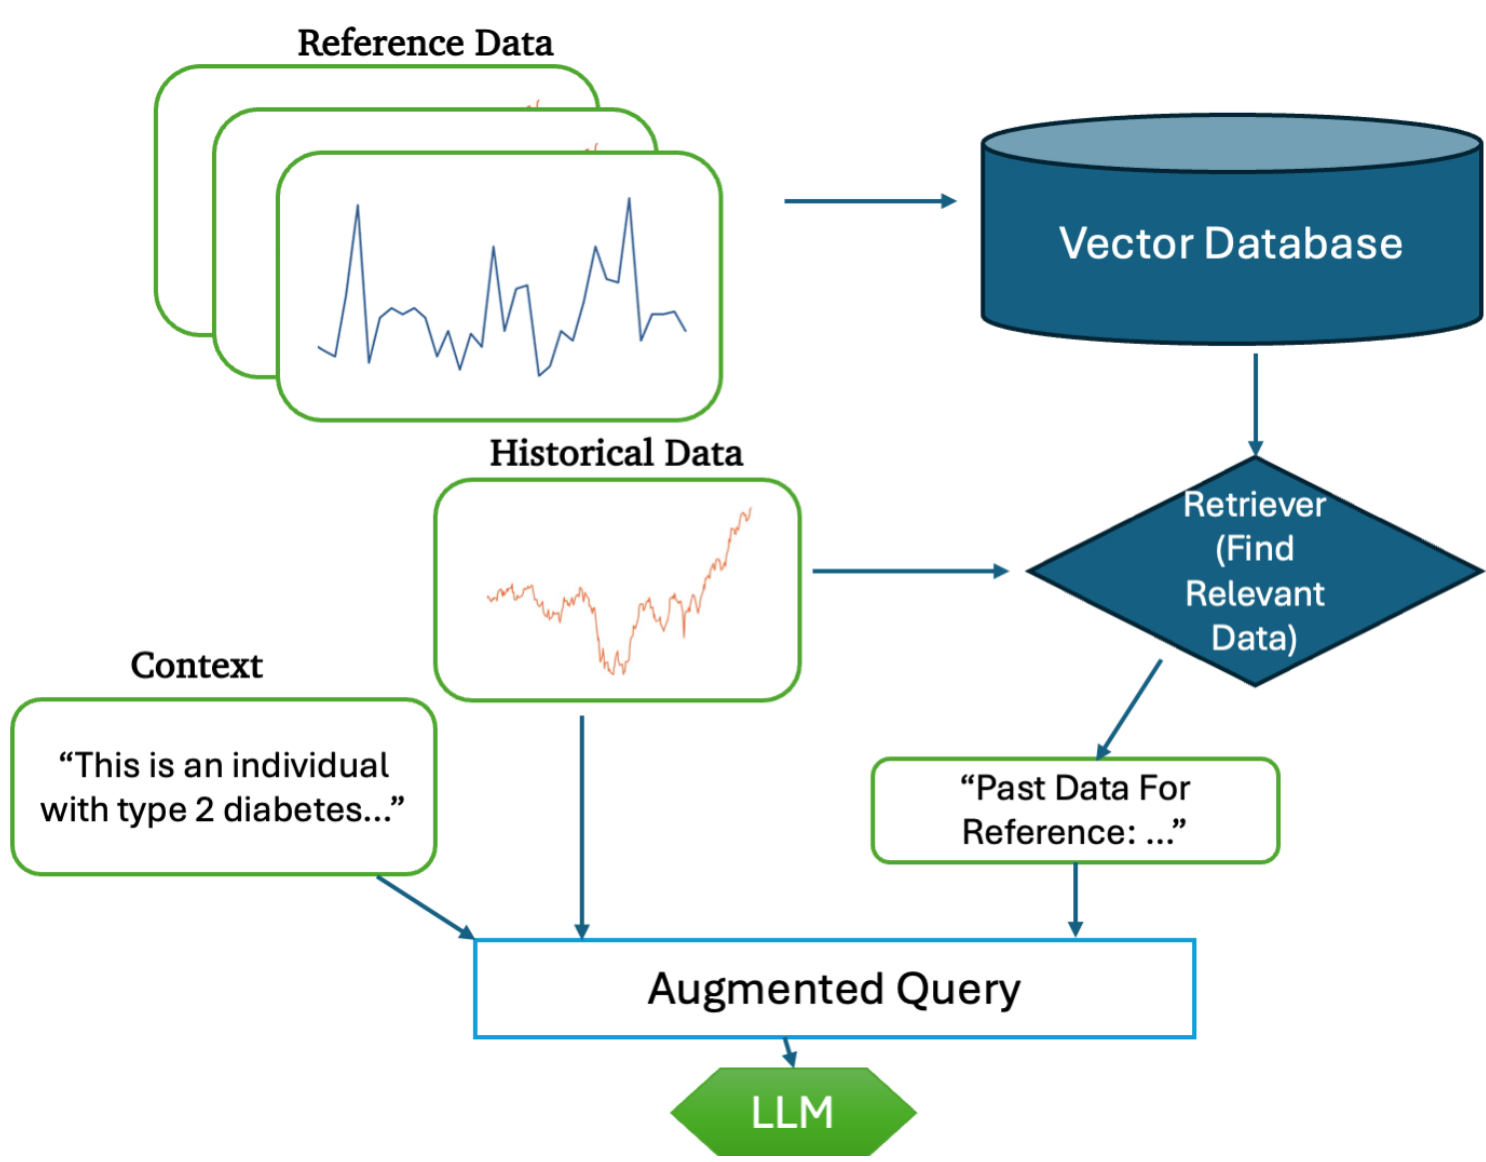 Reference Data
Vector Database
Historical Data
Retriever
(Find
Relevant
Data)
Context
“This is an individual
with type 2 diabetes...”
“Past Data For
Reference: ...”
Augmented Query
LLM